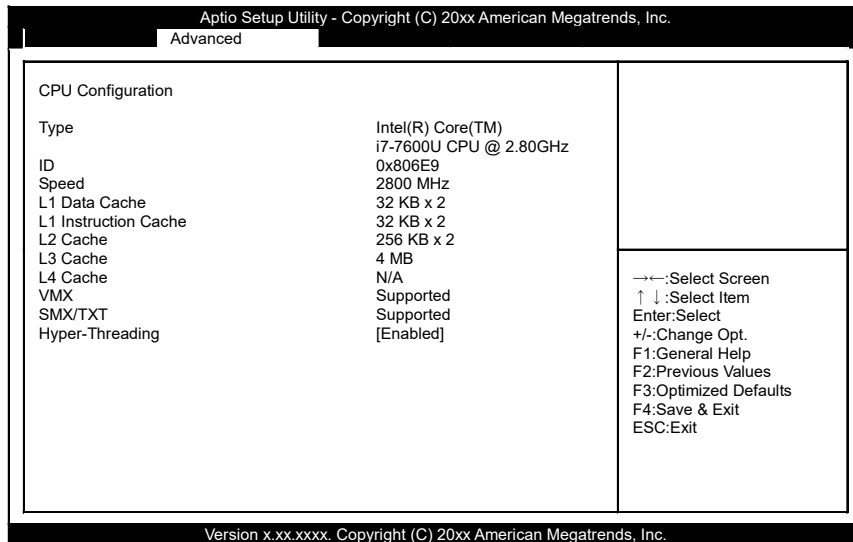 Aptio Setup Utility - Copyright (C) 20xx American Megatrends, Inc.
Advanced
CPU Configuration
Type Intel(R) Core(TM)
i7-7600U CPU @ 2.80GHz
ID 0x806E9
Speed 2800 MHz
L1 Data Cache 32 KB x 2
L1 Instruction Cache 32 KB x 2
L2 Cache 256 KB x 2
L3 Cache 4 MB
L4 Cache N/A
VMX Supported
SMX/TXT Supported
Hyper-Threading [Enabled]
→←:Select Screen
↑↓:Select Item
Enter:Select
+/-:Change Opt.
F1:General Help
F2:Previous Values
F3:Optimized Defaults
F4:Save & Exit
ESC:Exit
Version x.xx.xxxx. Copyright (C) 20xx American Megatrends, Inc.